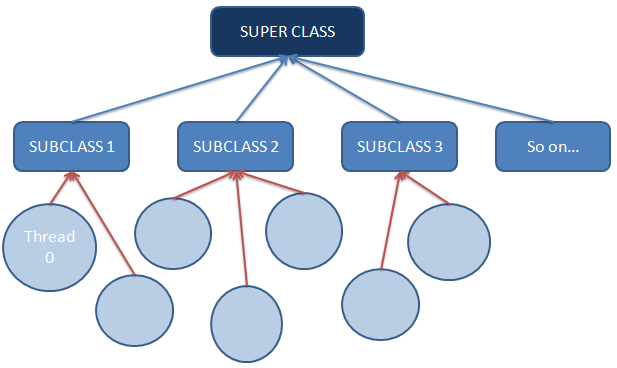 SUPER CLASS
SUBCLASS 1
SUBCLASS 2
SUBCLASS 3
So on...
Thread
0